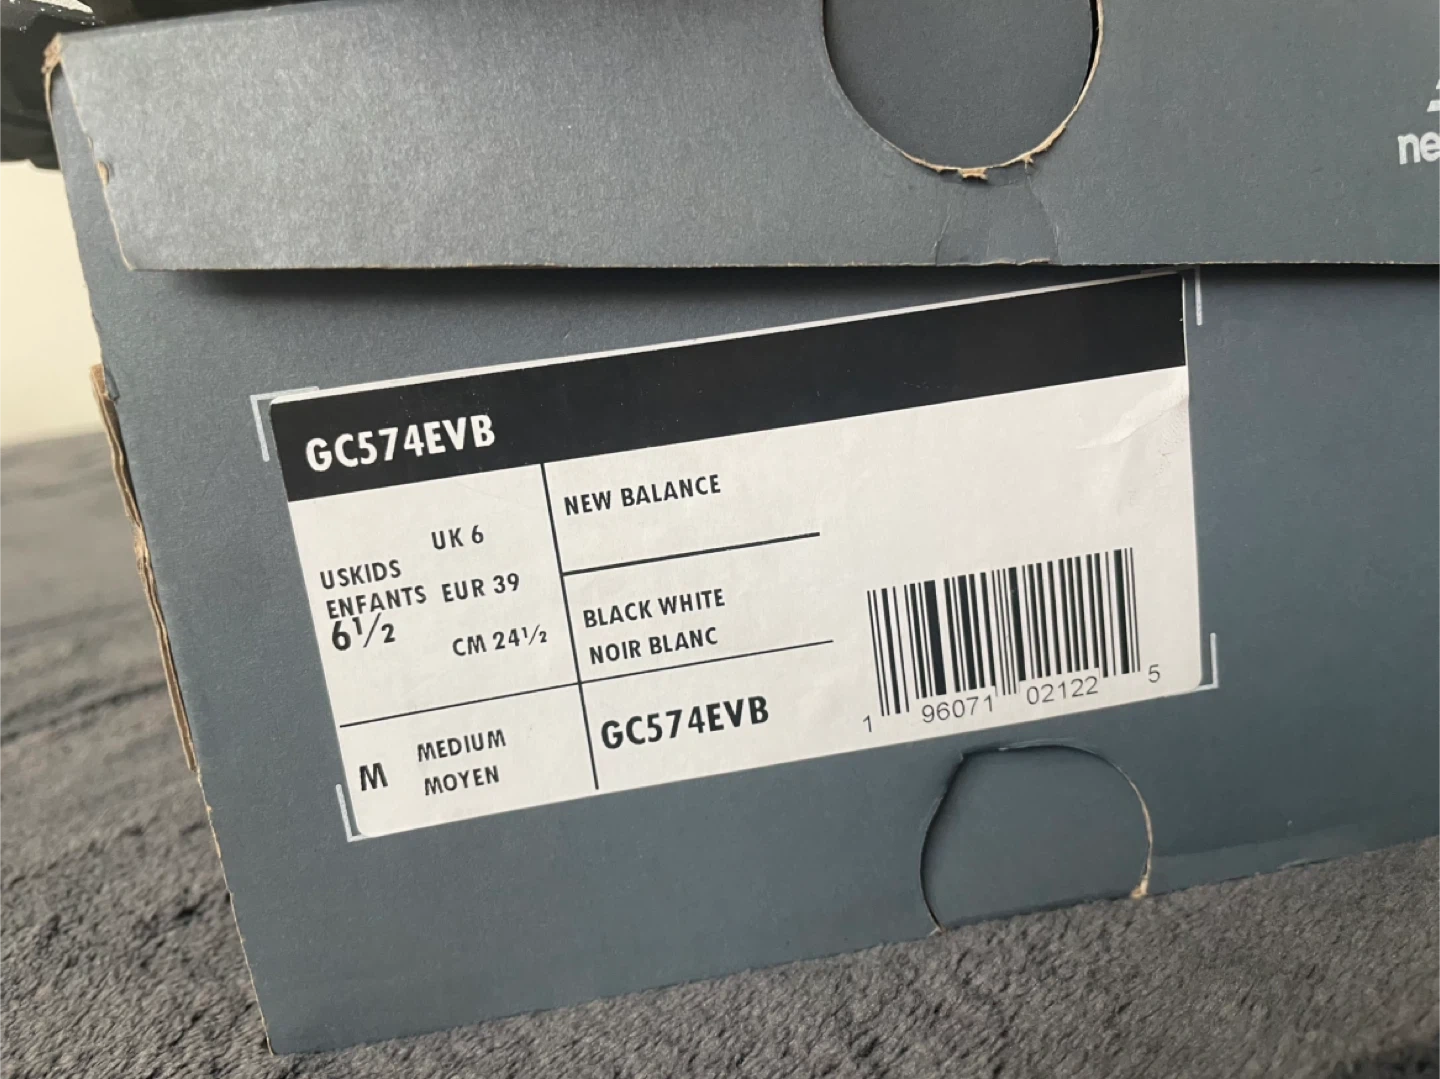 GC574EVB
USKIDS
ENFANTS
6½
UK 6
EUR 39
CM 24½
NEW BALANCE
BLACK WHITE
NOIR BLANC
M
MEDIUM
MOYEN
GC574EVB
1 96071 02122 5